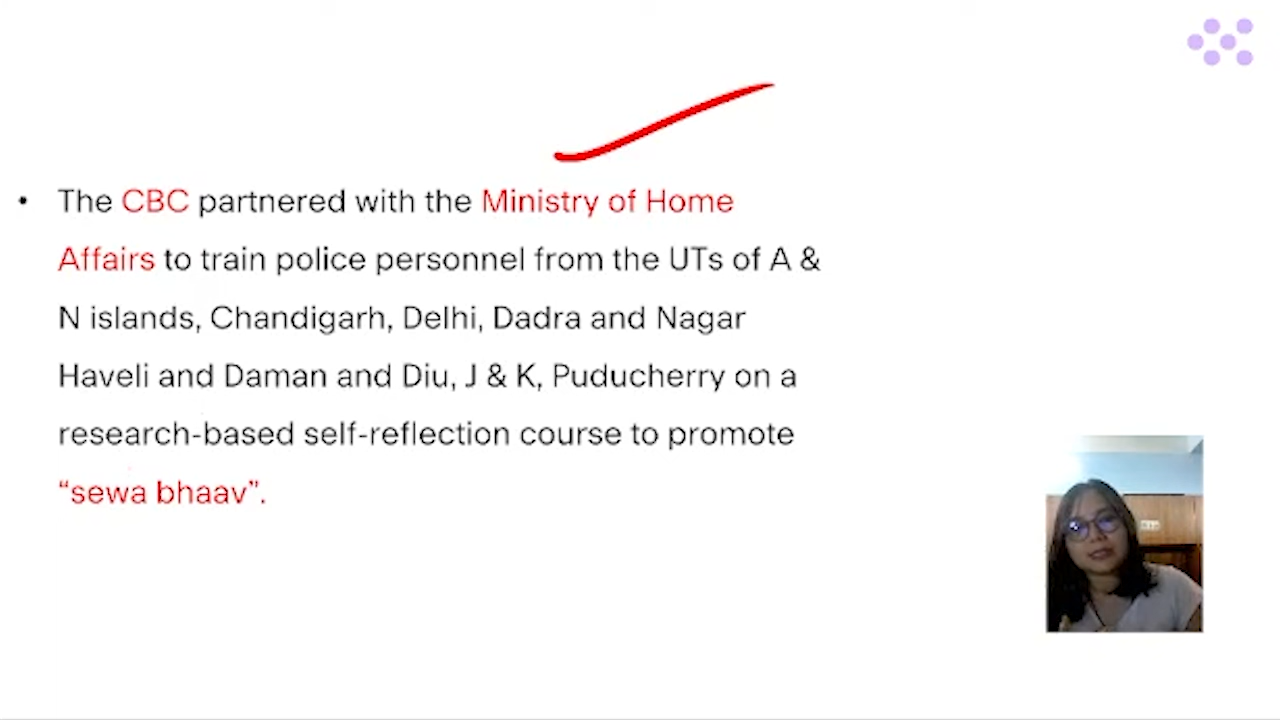 • The CBC partnered with the Ministry of Home
Affairs to train police personnel from the UTs of A &
N islands, Chandigarh, Delhi, Dadra and Nagar
Haveli and Daman and Diu, J & K, Puducherry on a
research-based self-reflection course to promote
“sewa bhaav”.